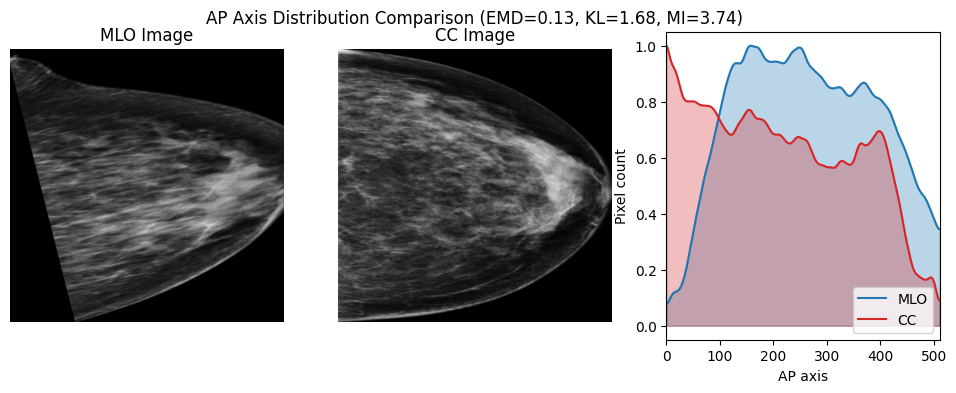 AP Axis Distribution Comparison (EMD=0.13, KL=1.68, MI=3.74)
MLO Image
CC Image
1.0
0.8
0.6
0.4
0.2
0.0
Pixel count
MLO
CC
0 100 200 300 400 500
AP axis